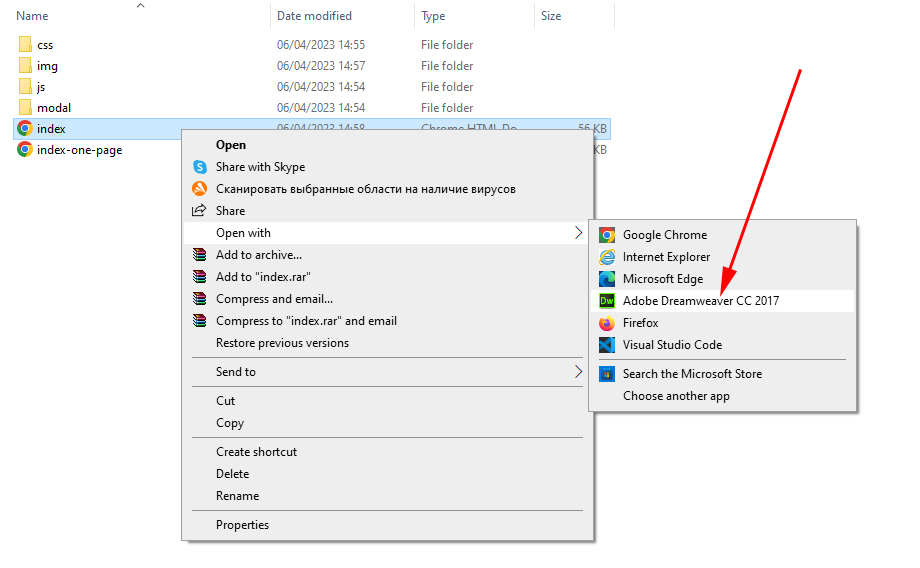 Name Date modified Type Size
css 06/04/2023 14:55 File folder
img 06/04/2023 14:57 File folder
js 06/04/2023 14:54 File folder
modal 06/04/2023 14:54 File folder
index 06/04/2023 14:58 Chrome HTML Do... 56 KB
index-one-page KB
Open
Share with Skype
Сканировать выбранные области на наличие вирусов
Share
Open with
Add to archive...
Add to "index.rar"
Compress and email...
Compress to "index.rar" and email
Restore previous versions
Send to
Cut
Copy
Create shortcut
Delete
Rename
Properties
Google Chrome
Internet Explorer
Microsoft Edge
Dw Adobe Dreamweaver CC 2017
Firefox
Visual Studio Code
Search the Microsoft Store
Choose another app